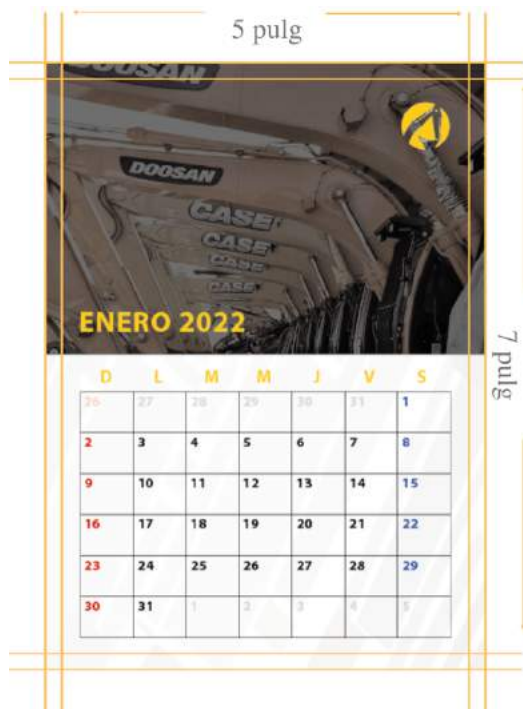 5 pulg
DOOSAN
DOOSAN
CASE
CASE
CASE
CASE
7 pulg
ENERO 2022
D L M M J V S
26 27 28 29 30 31 1
2 3 4 5 6 7 8
9 10 11 12 13 14 15
16 17 18 19 20 21 22
23 24 25 26 27 28 29
30 31 1 2 3 4 5